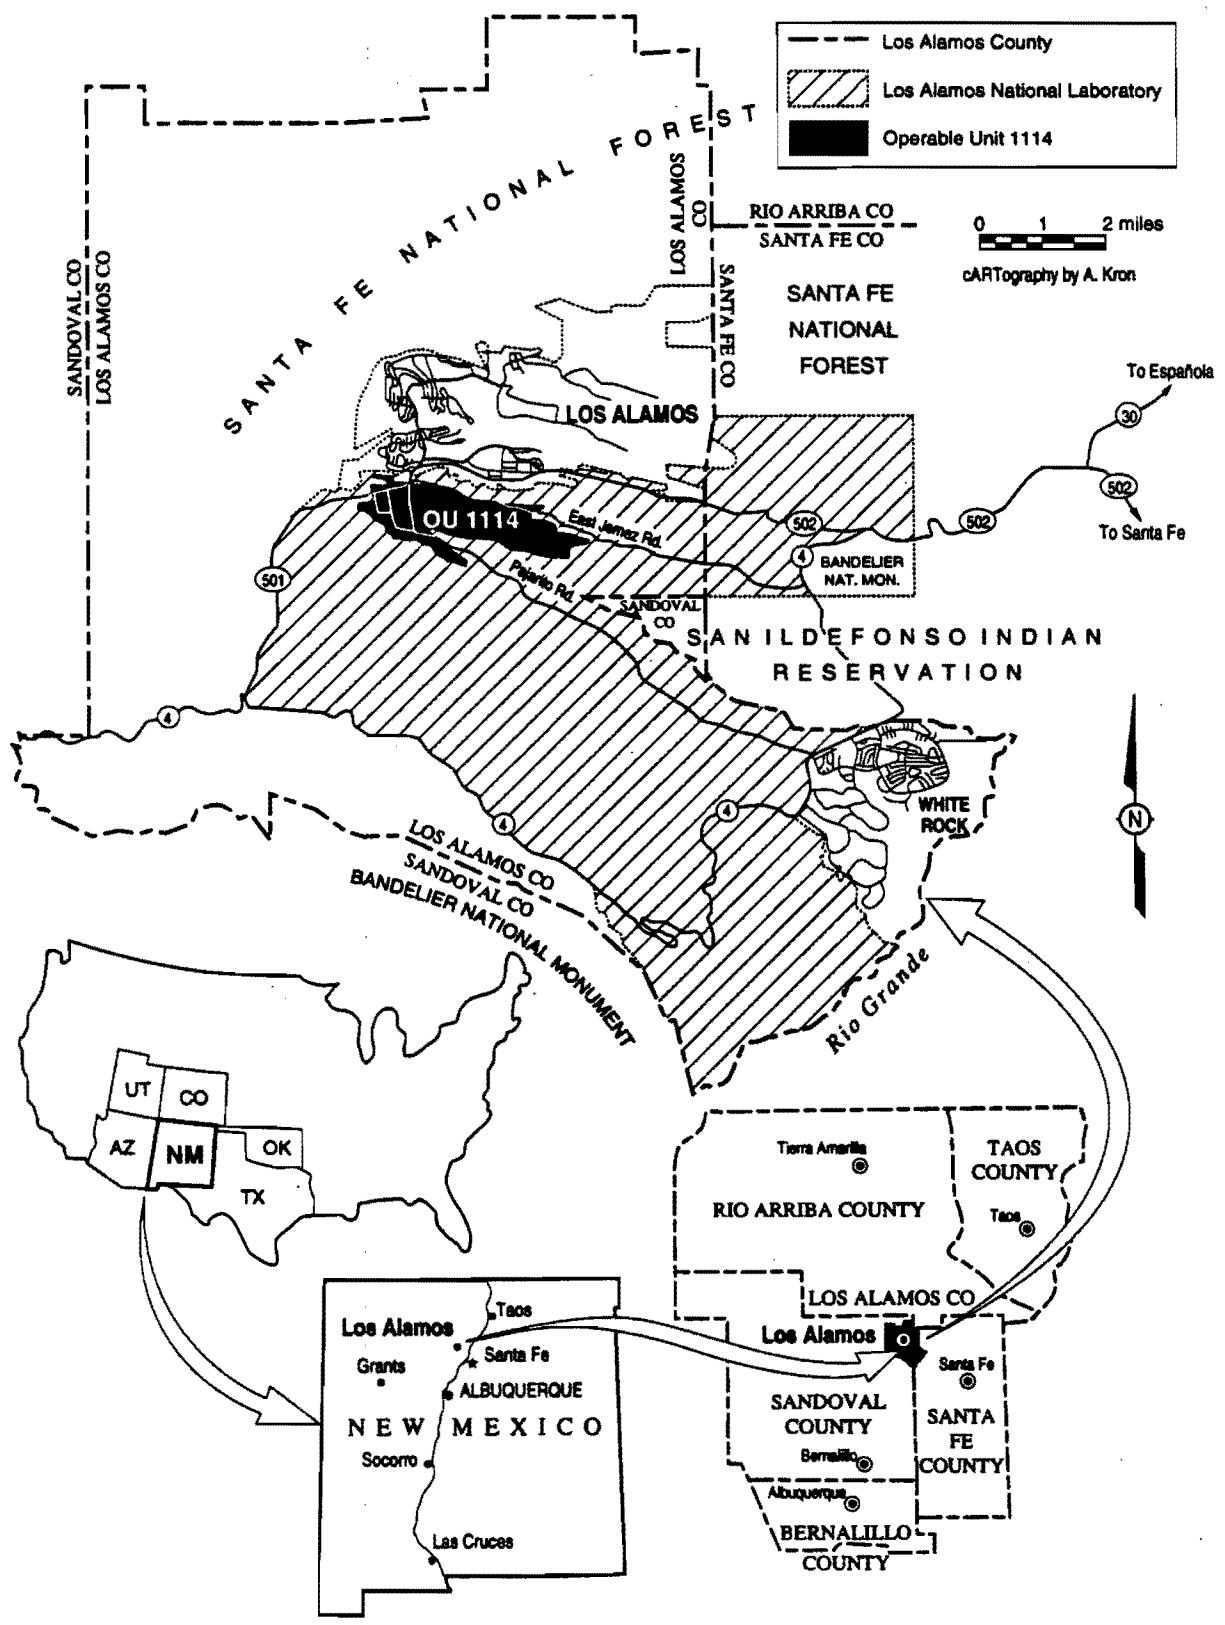 Los Alamos County
Los Alamos National Laboratory
Operable Unit 1114
0 1 2 miles
cARTography by A. Kron
SANTA FE NATIONAL FOREST
LOS ALAMOS
CO
RIO ARRIBA CO
SANTA FE CO
SANTA FE CO
SANTA FE
NATIONAL
FOREST
SANDOVAL CO
LOS ALAMOS CO
To Española
30
LOS ALAMOS
502
To Santa Fe
502
502
OU 1114
East Jemez Rd.
4
BANDELIER
NAT. MON.
501
Pajarito Rd.
SANDOVAL
CO
SAN ILDEFONSO INDIAN
RESERVATION
4
N
WHITE
ROCK
4
4
LOS ALAMOS CO
SANDOVAL CO
BANDELIER NATIONAL MONUMENT
Rio Grande
UT
CO
AZ
NM
OK
TX
Tierra Amarilla
TAOS
COUNTY
RIO ARRIBA COUNTY
Taos
LOS ALAMOS CO
Los Alamos
Santa Fe
SANDOVAL
COUNTY
SANTA
FE
COUNTY
Bernalillo
Albuquerque
BERNALILLO
COUNTY
Taos
Los Alamos
Santa Fe
Grants
ALBUQUERQUE
NEW MEXICO
Socorro
Las Cruces